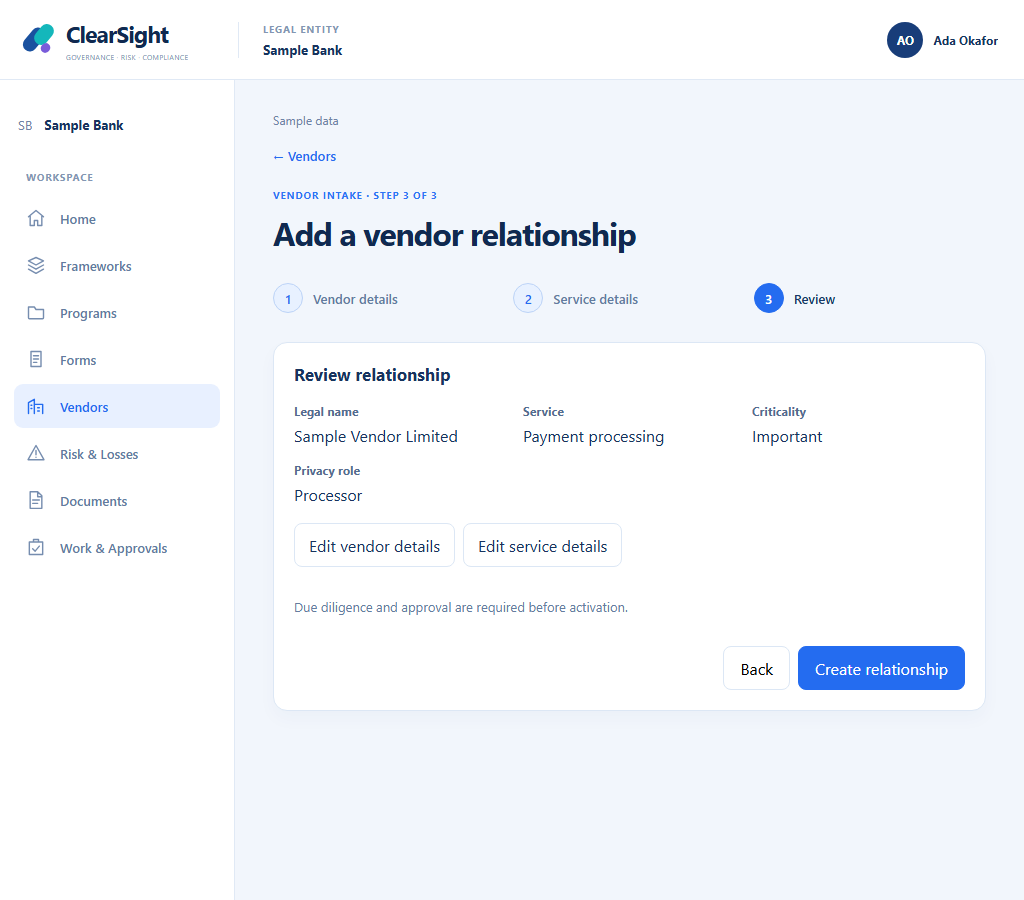 ClearSight
GOVERNANCE · RISK · COMPLIANCE
LEGAL ENTITY
Sample Bank
AO
Ada Okafor
SB Sample Bank
WORKSPACE
Home
Frameworks
Programs
Forms
Vendors
Risk & Losses
Documents
Work & Approvals
Sample data
← Vendors
VENDOR INTAKE · STEP 3 OF 3
Add a vendor relationship
1 Vendor details
2 Service details
3 Review
Review relationship
Legal name
Sample Vendor Limited
Service
Payment processing
Criticality
Important
Privacy role
Processor
Edit vendor details
Edit service details
Due diligence and approval are required before activation.
Back
Create relationship